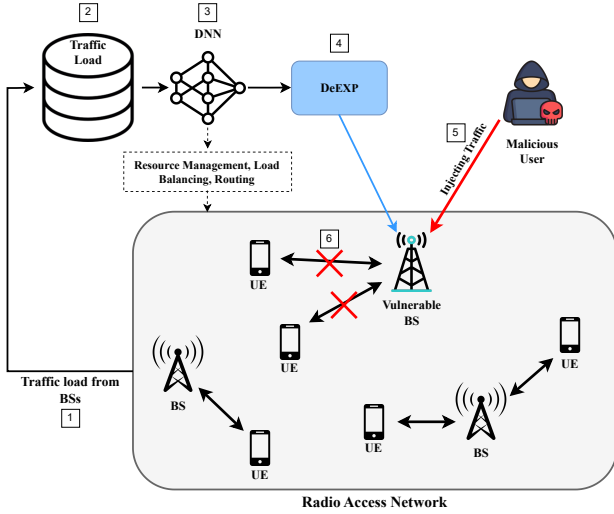 2
3
DNN
4
Traffic
Load
DeEXP
5
Injecting Traffic
Malicious
User
Resource Management, Load
Balancing, Routing
6
UE
Vulnerable
BS
UE
UE
BS
UE
UE
BS
Traffic load from
BSs
1
Radio Access Network